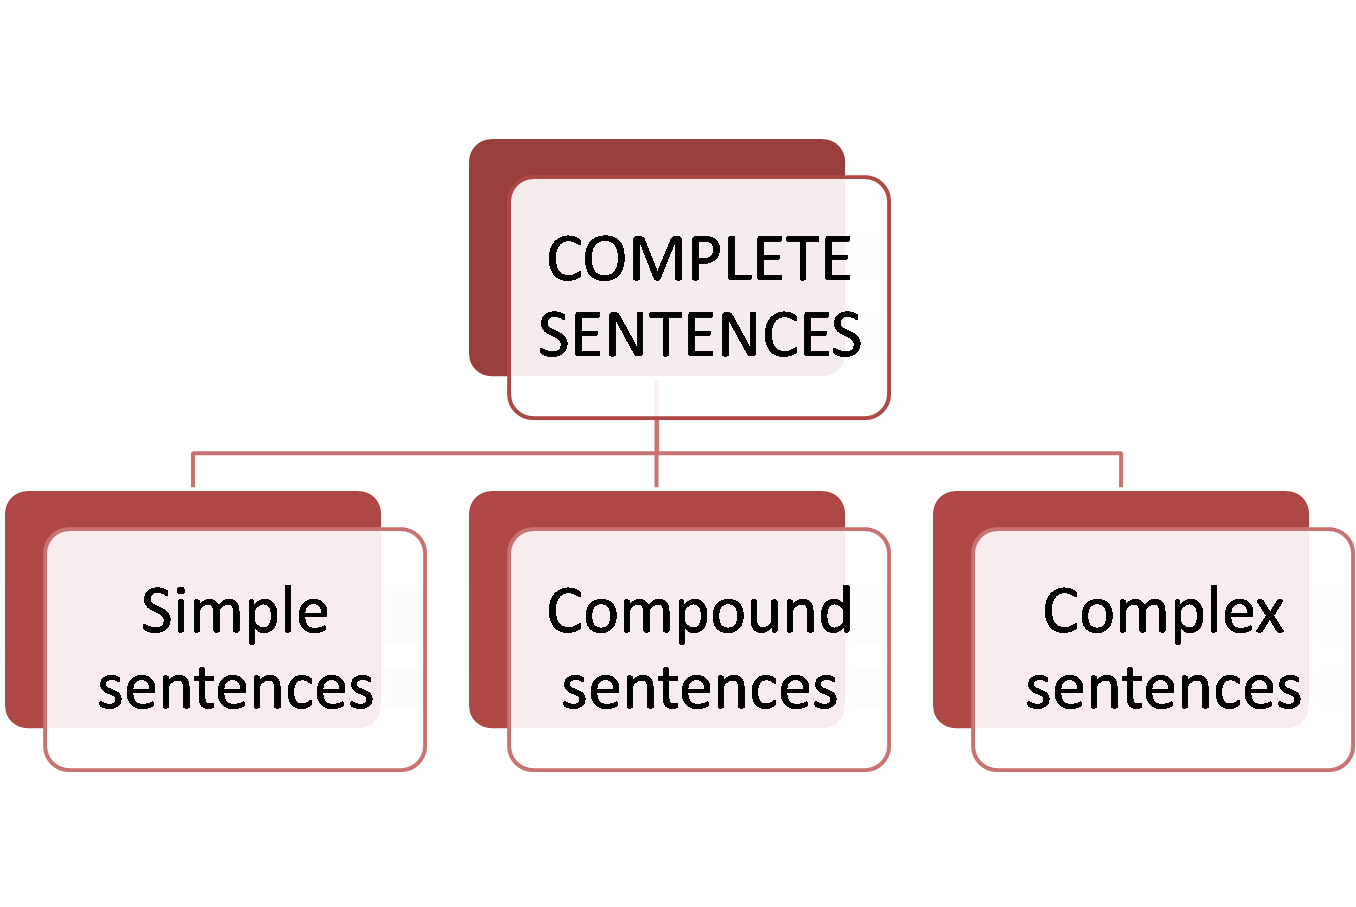 COMPLETE
SENTENCES
Simple
sentences
Compound
sentences
Complex
sentences